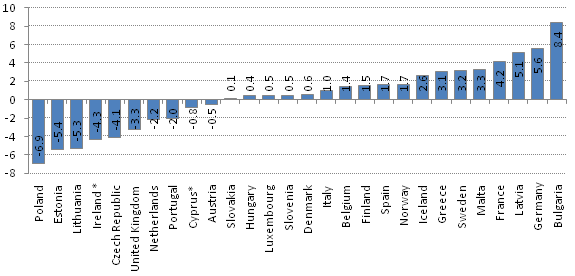 10
8
6
4
2
0
-2
-4
-6
-8
-6.9
-5.4
-5.3
-4.3
-4.1
-3.3
-2.2
-2.0
-0.8
-0.5
0.1
0.4
0.5
0.5
0.6
1.0
1.4
1.5
1.7
1.7
2.6
3.1
3.2
3.2
4.2
5.1
5.6
8.4
Poland
Estonia
Lithuania
Ireland *
Czech Republic
United Kingdom
Netherlands
Portugal
Cyprus*
Austria
Slovakia
Hungary
Luxembourg
Slovenia
Denmark
Italy
Belgium
Finland
Spain
Norway
Iceland
Greece
Sweden
Malta
France
Latvia
Germany
Bulgaria